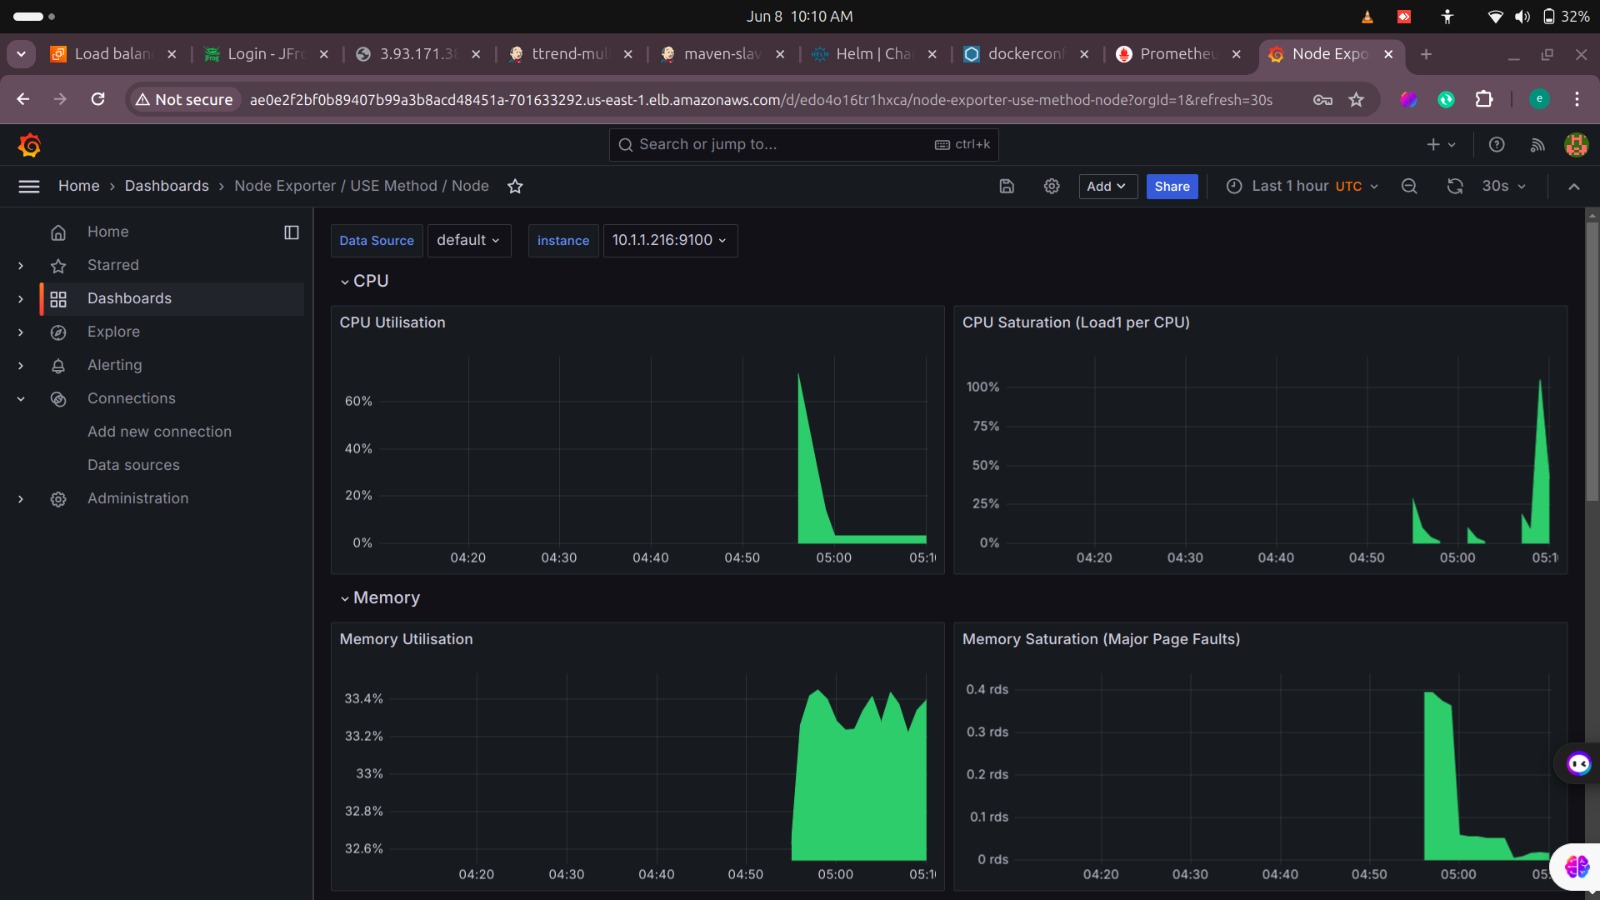 Jun 8 10:10 AM
32%
Load balan
Login - JFro
3.93.171.38
ttrend-mul
maven-slav
Helm | Cha
dockerconf
Prometheu
Node Expo
Not secure
ae0e2f2bf0b89407b99a3b8acd48451a-701633292.us-east-1.elb.amazonaws.com/d/edo4o16tr1hxca/node-exporter-use-method-node?orgId=1&refresh=30s
e
Search or jump to...
ctrl+k
Home › Dashboards › Node Exporter / USE Method / Node
Add
Share
Last 1 hour UTC
30s
Home
Starred
Dashboards
Explore
Alerting
Connections
Add new connection
Data sources
Administration
Data Source
default
instance
10.1.1.216:9100
CPU
CPU Utilisation
60%
40%
20%
0%
04:20
04:30
04:40
04:50
05:00
05:1
CPU Saturation (Load1 per CPU)
100%
75%
50%
25%
0%
04:20
04:30
04:40
04:50
05:00
05:1
Memory
Memory Utilisation
33.4%
33.2%
33%
32.8%
32.6%
04:20
04:30
04:40
04:50
05:00
05:1
Memory Saturation (Major Page Faults)
0.4 rds
0.3 rds
0.2 rds
0.1 rds
0 rds
04:20
04:30
04:40
04:50
05:00
05: